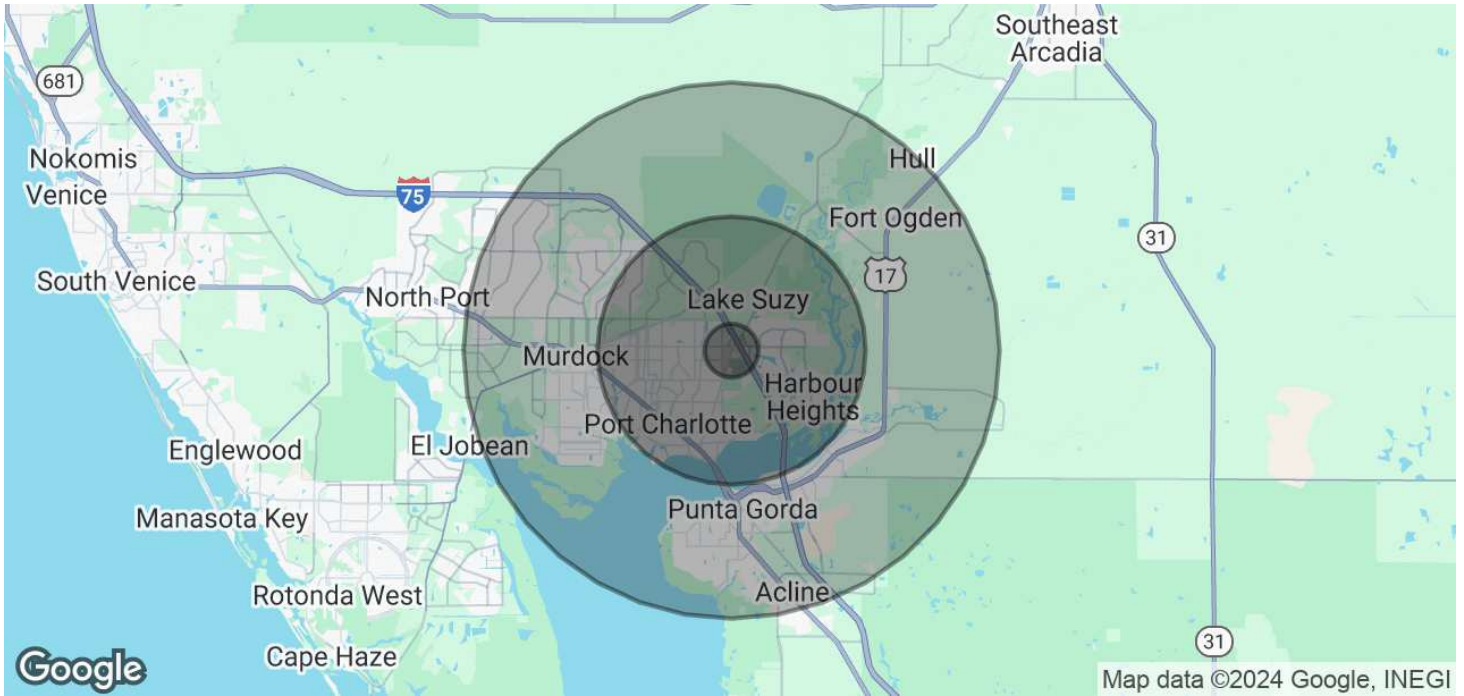 Southeast
Arcadia
681
Nokomis
Hull
Venice
75
Fort Ogden
31
South Venice
17
North Port
Lake Suzy
Murdock
Harbour
Heights
Port Charlotte
El Jobean
Englewood
Punta Gorda
Manasota Key
Acline
Rotonda West
31
Cape Haze
Google
Map data ©2024 Google, INEGI